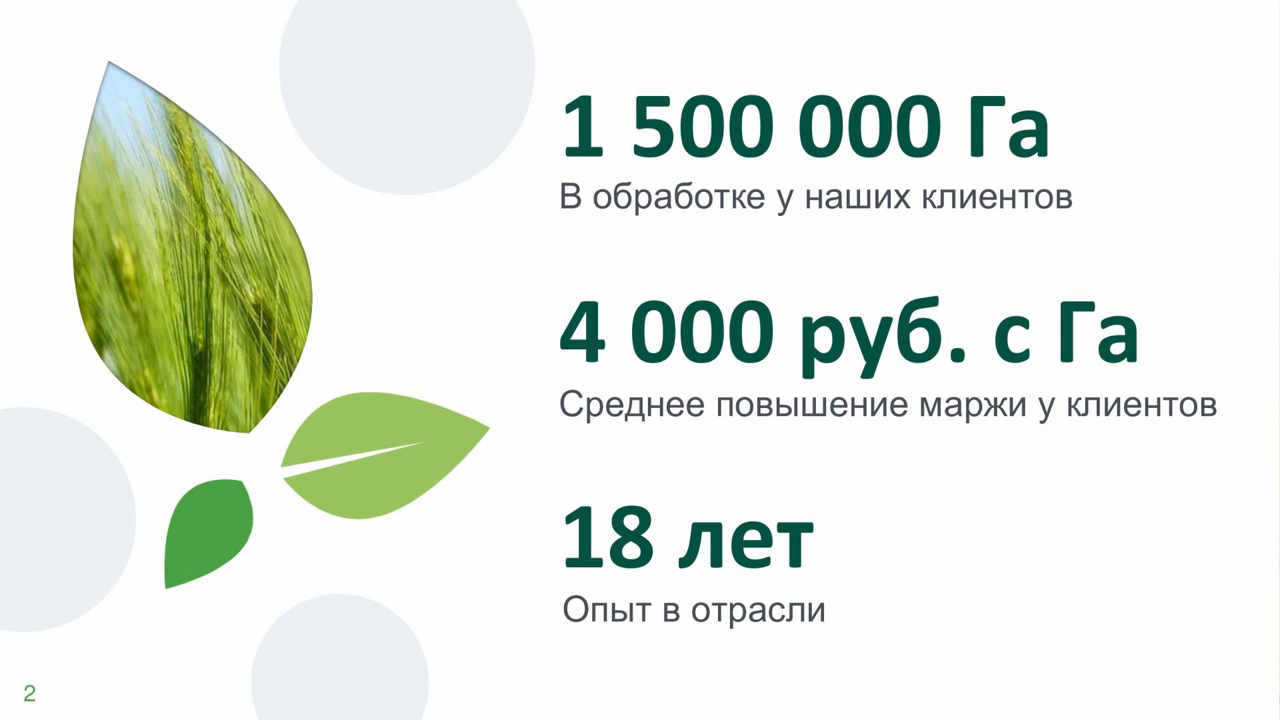 1 500 000 Га
В обработке у наших клиентов
4 000 руб. с Га
Среднее повышение маржи у клиентов
18 лет
Опыт в отрасли
2